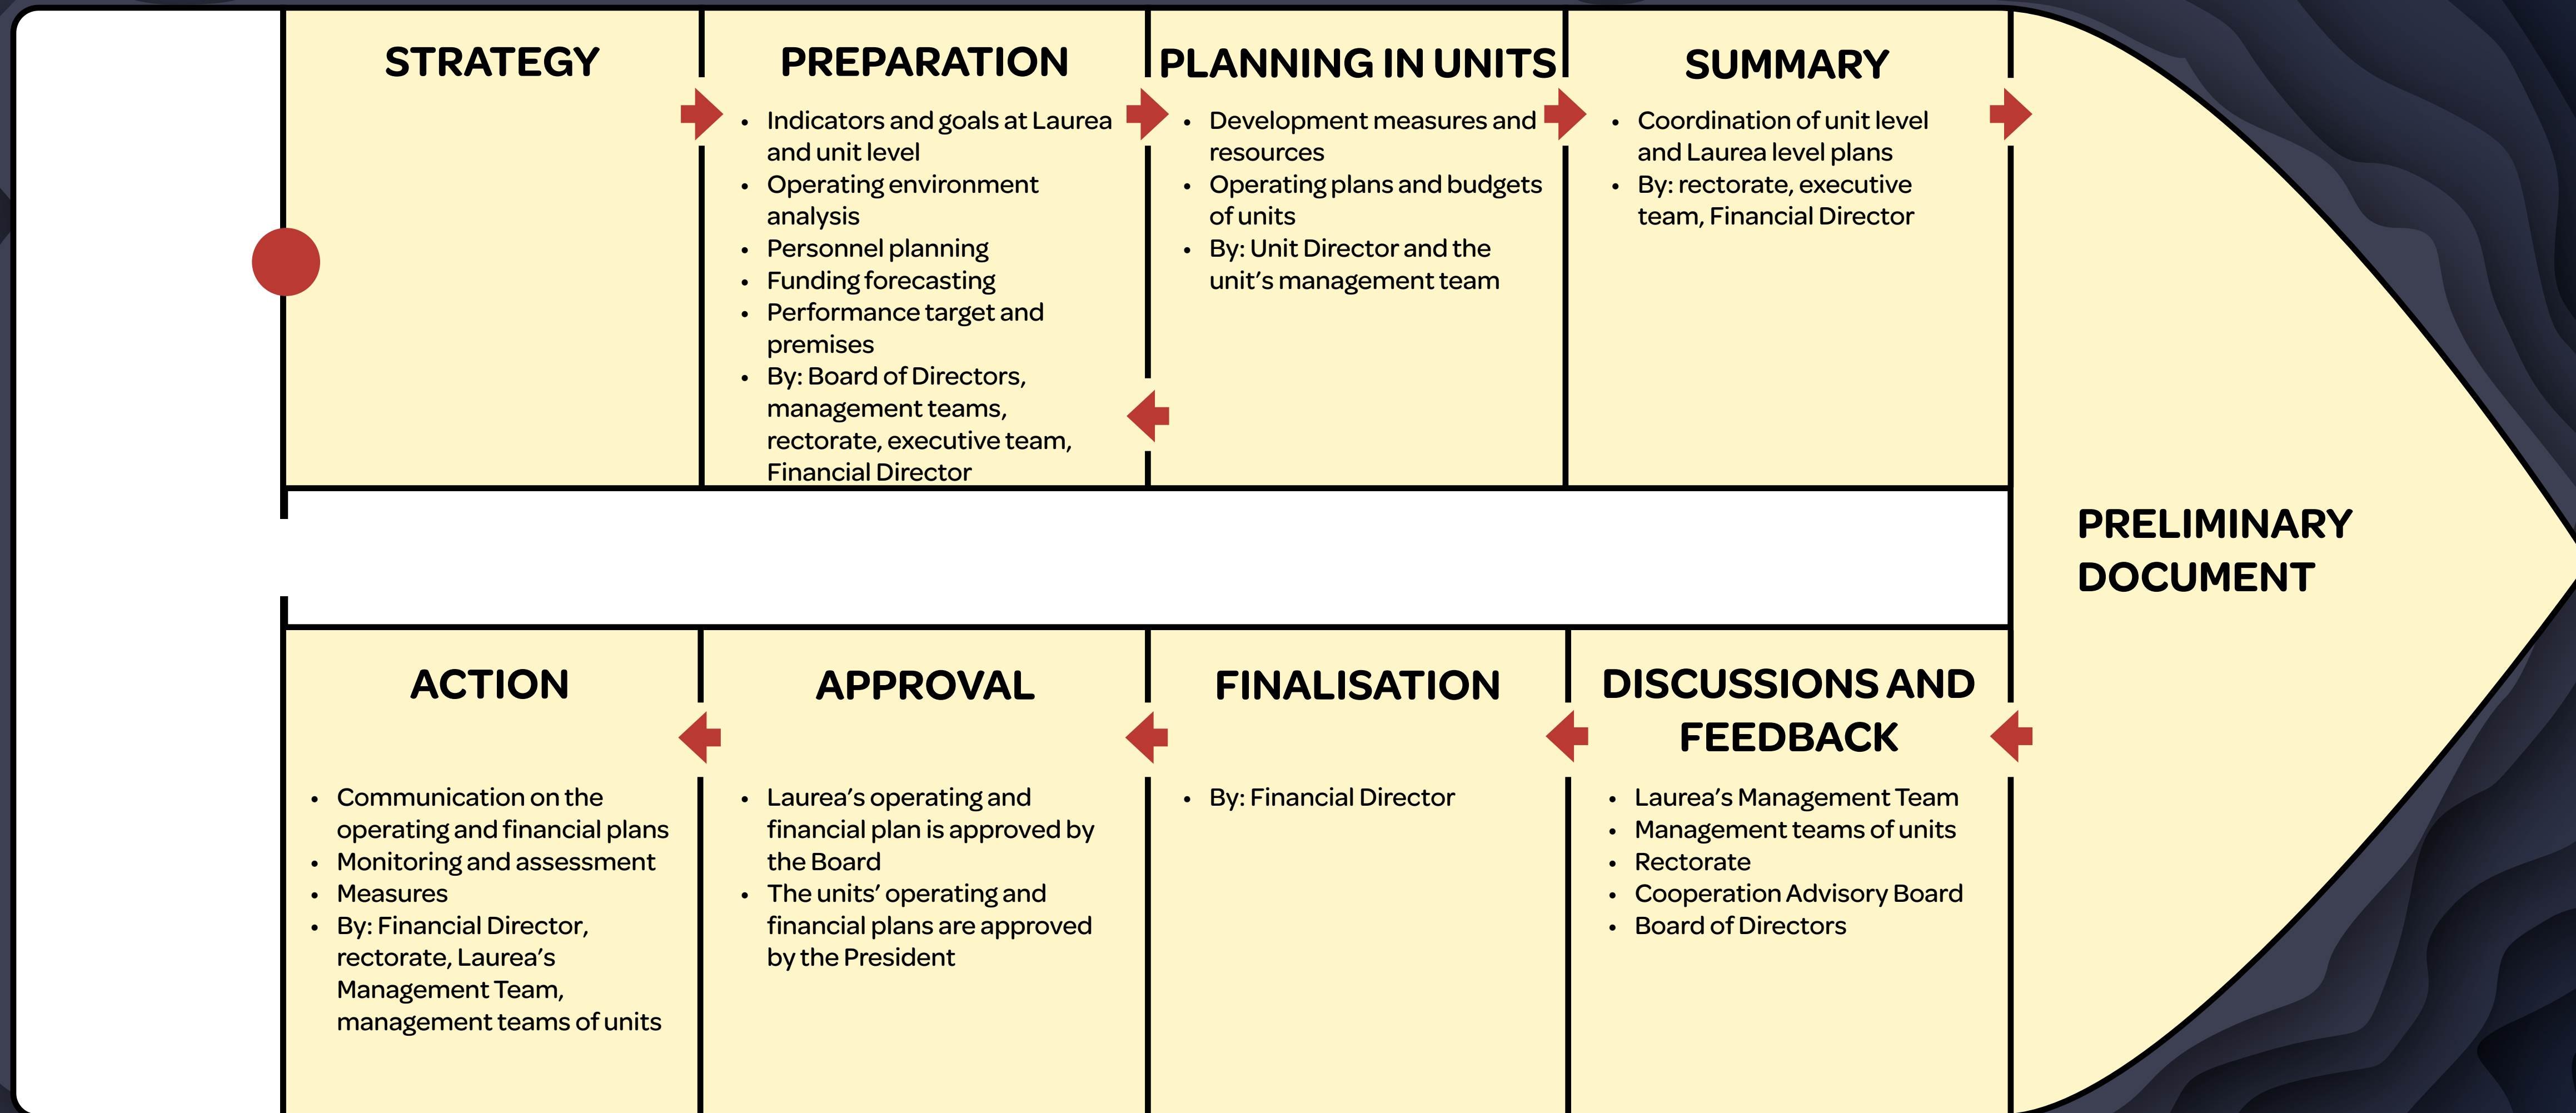 STRATEGY
PREPARATION
• Indicators and goals at Laurea
and unit level
• Operating environment
analysis
• Personnel planning
• Funding forecasting
• Performance target and
premises
• By: Board of Directors,
management teams,
rectorate, executive team,
Financial Director
PLANNING IN UNITS
• Development measures and
resources
• Operating plans and budgets
of units
• By: Unit Director and the
unit’s management team
SUMMARY
• Coordination of unit level
and Laurea level plans
• By: rectorate, executive
team, Financial Director
PRELIMINARY
DOCUMENT
DISCUSSIONS AND
FEEDBACK
• Laurea’s Management Team
• Management teams of units
• Rectorate
• Cooperation Advisory Board
• Board of Directors
FINALISATION
• By: Financial Director
APPROVAL
• Laurea’s operating and
financial plan is approved by
the Board
• The units’ operating and
financial plans are approved
by the President
ACTION
• Communication on the
operating and financial plans
• Monitoring and assessment
• Measures
• By: Financial Director,
rectorate, Laurea’s
Management Team,
management teams of units